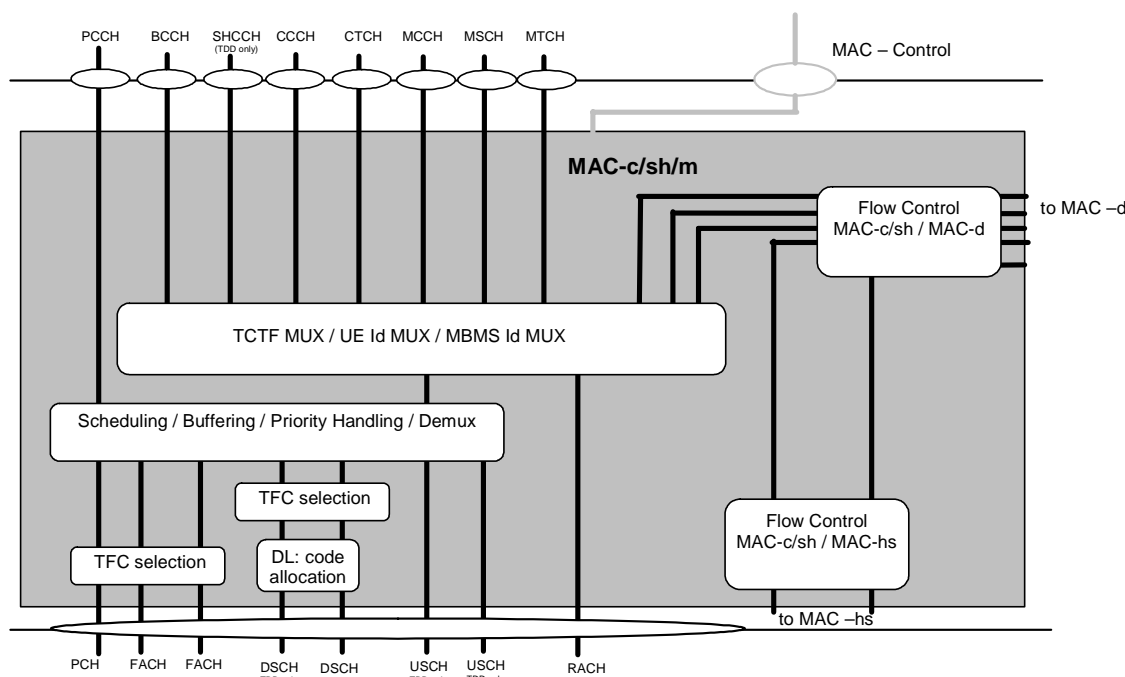 PCCH BCCH SHCCH CCCH CTCH MCCH MSCH MTCH
(TDD only)
MAC – Control
MAC-c/sh/m
Flow Control
MAC-c/sh / MAC-d
to MAC –d
TCTF MUX / UE Id MUX / MBMS Id MUX
Scheduling / Buffering / Priority Handling / Demux
TFC selection
Flow Control
MAC-c/sh / MAC-hs
TFC selection
DL: code
allocation
to MAC –hs
PCH FACH FACH DSCH DSCH USCH USCH RACH